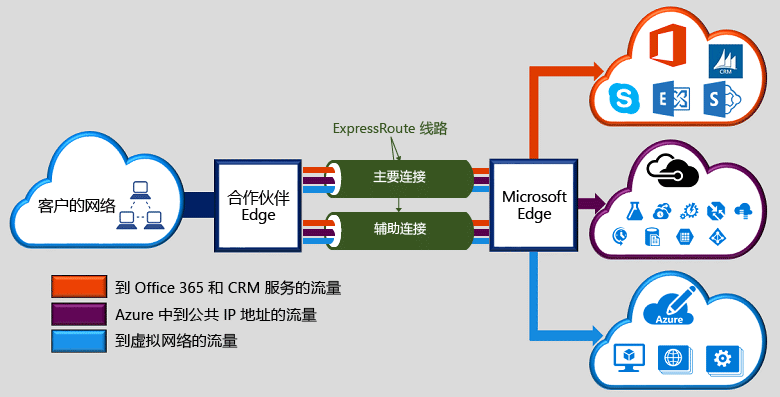 CRM
S
E
S
ExpressRoute 线路
客户的网络
合作伙伴
Edge
主要连接
辅助连接
Microsoft
Edge
到 Office 365 和 CRM 服务的流量
Azure 中到公共 IP 地址的流量
到虚拟网络的流量
Azure